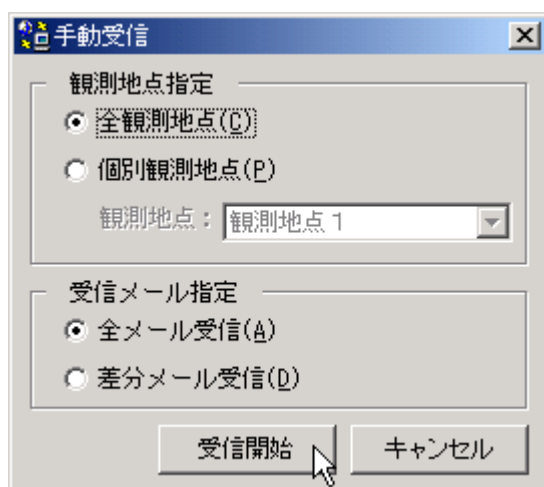 手動受信
観測地点指定
全観測地点(C)
個別観測地点(P)
観測地点： 観測地点１
受信メール指定
全メール受信(A)
差分メール受信(D)
受信開始 キャンセル